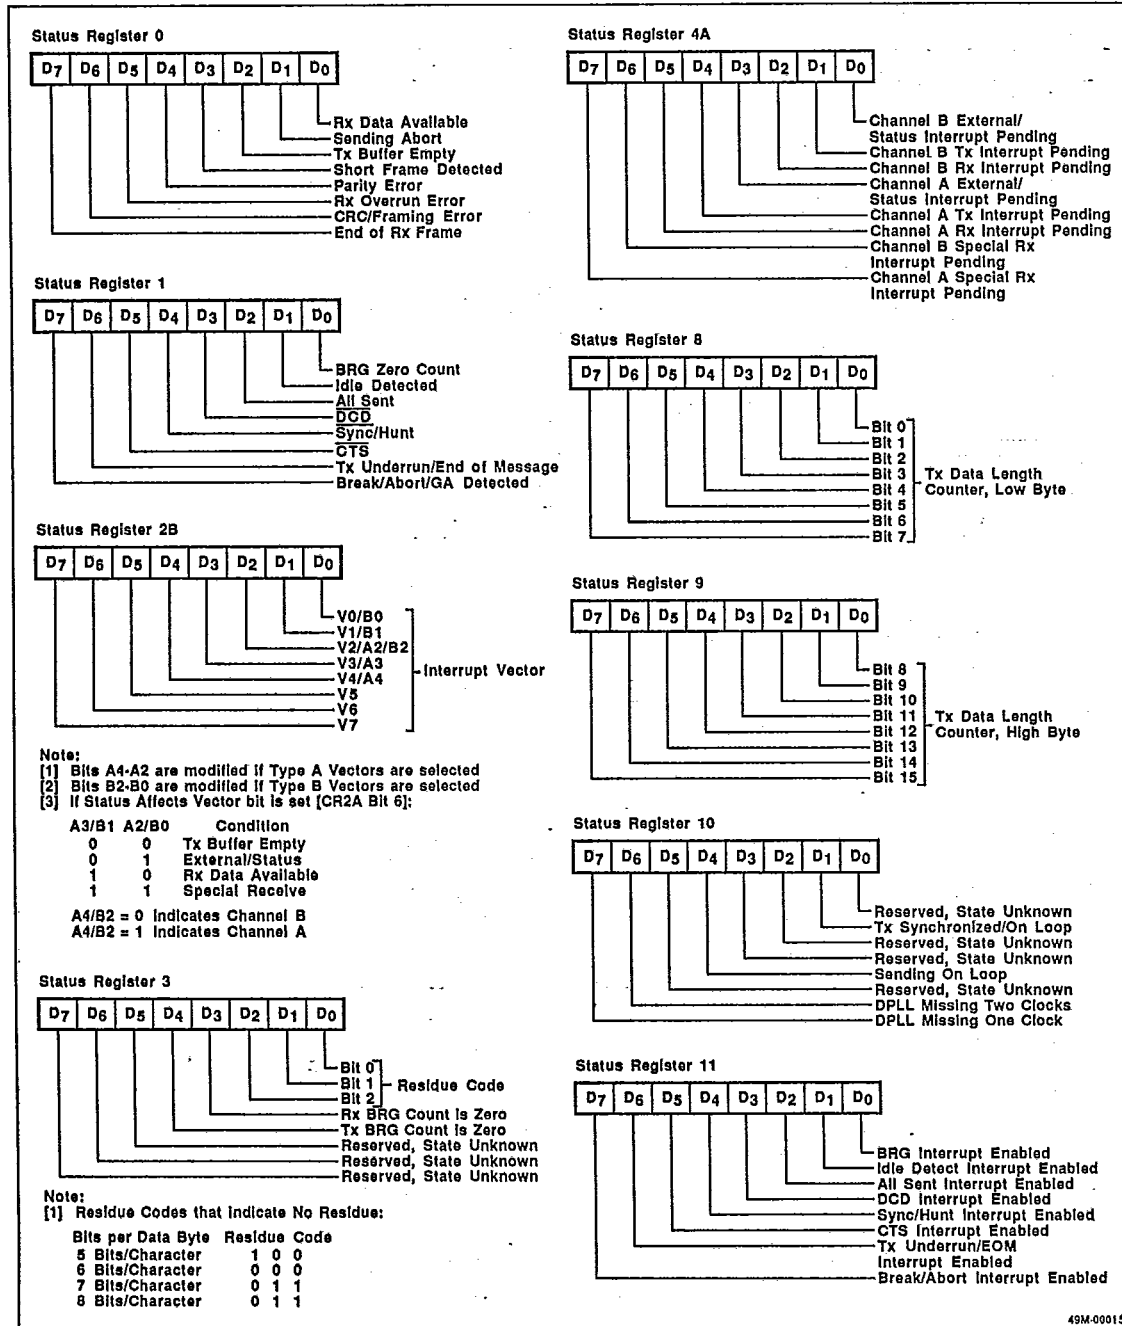 Status Register 0
D7 D6 D5 D4 D3 D2 D1 D0
Rx Data Available
Sending Abort
Tx Buffer Empty
Short Frame Detected
Parity Error
Rx Overrun Error
CRC/Framing Error
End of Rx Frame
Status Register 1
D7 D6 D5 D4 D3 D2 D1 D0
BRG Zero Count
Idle Detected
All Sent
DCD
Sync/Hunt
CTS
Tx Underrun/End of Message
Break/Abort/GA Detected
Status Register 2B
D7 D6 D5 D4 D3 D2 D1 D0
V0/B0
V1/B1
V2/A2/B2
V3/A3
V4/A4
V5
V6
V7
Interrupt Vector
Note:
[1] Bits A4-A2 are modified if Type A Vectors are selected
[2] Bits B2-B0 are modified if Type B Vectors are selected
[3] If Status Affects Vector bit is set [CR2A Bit 6]:
A3/B1 A2/B0 Condition
0 0 Tx Buffer Empty
0 1 External/Status
1 0 Rx Data Available
1 1 Special Receive
A4/B2 = 0 Indicates Channel B
A4/B2 = 1 Indicates Channel A
Status Register 3
D7 D6 D5 D4 D3 D2 D1 D0
Bit 0
Bit 1
Bit 2
Residue Code
Rx BRG Count is Zero
Tx BRG Count is Zero
Reserved, State Unknown
Reserved, State Unknown
Reserved, State Unknown
Note:
[1] Residue Codes that Indicate No Residue:
Bits per Data Byte Residue Code
5 Bits/Character 1 0 0
6 Bits/Character 0 0 0
7 Bits/Character 0 1 1
8 Bits/Character 0 1 1
Status Register 4A
D7 D6 D5 D4 D3 D2 D1 D0
Channel B External/
Status Interrupt Pending
Channel B Tx Interrupt Pending
Channel B Rx Interrupt Pending
Channel A External/
Status Interrupt Pending
Channel A Tx Interrupt Pending
Channel A Rx Interrupt Pending
Channel B Special Rx
Interrupt Pending
Channel A Special Rx
Interrupt Pending
Status Register 8
D7 D6 D5 D4 D3 D2 D1 D0
Bit 0
Bit 1
Bit 2
Bit 3
Bit 4
Bit 5
Bit 6
Bit 7
Tx Data Length
Counter, Low Byte
Status Register 9
D7 D6 D5 D4 D3 D2 D1 D0
Bit 8
Bit 9
Bit 10
Bit 11
Bit 12
Bit 13
Bit 14
Bit 15
Tx Data Length
Counter, High Byte
Status Register 10
D7 D6 D5 D4 D3 D2 D1 D0
Reserved, State Unknown
Tx Synchronized/On Loop
Reserved, State Unknown
Reserved, State Unknown
Sending On Loop
Reserved, State Unknown
DPLL Missing Two Clocks
DPLL Missing One Clock
Status Register 11
D7 D6 D5 D4 D3 D2 D1 D0
BRG Interrupt Enabled
Idle Detect Interrupt Enabled
All Sent Interrupt Enabled
DCD Interrupt Enabled
Sync/Hunt Interrupt Enabled
CTS Interrupt Enabled
Tx Underrun/EOM
Interrupt Enabled
Break/Abort Interrupt Enabled